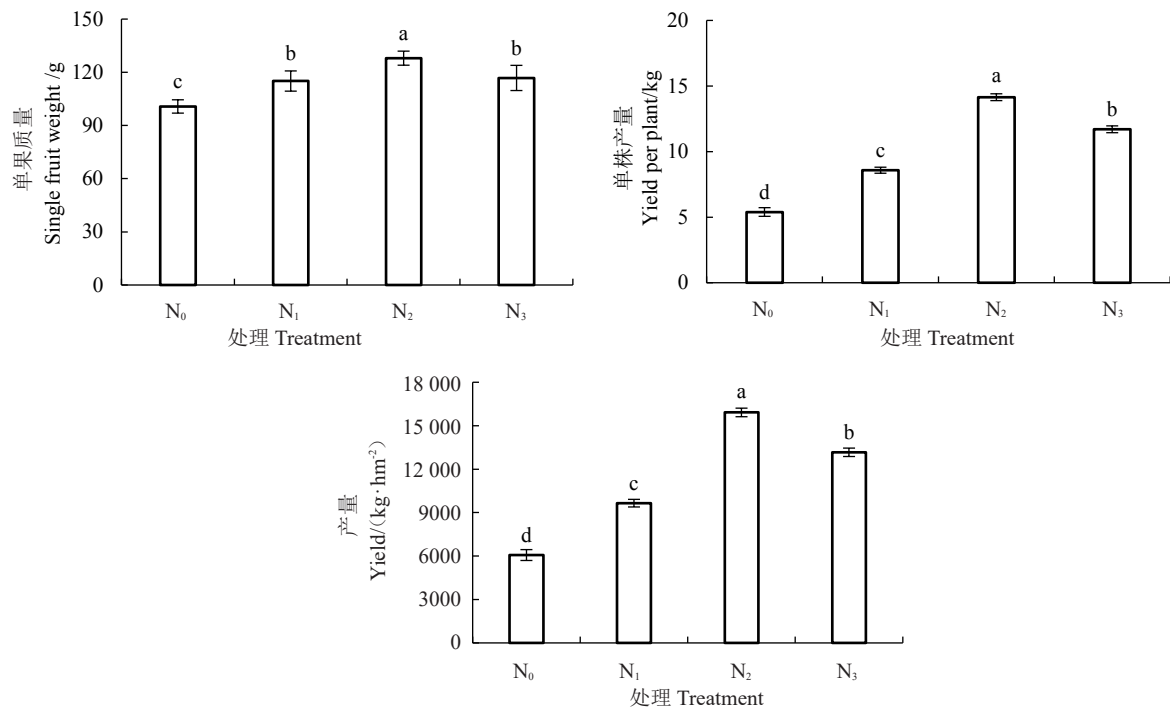 单果质量
Single fruit weight /g
150
120
90
60
30
0
c
b
a
b
N₀
N₁
N₂
N₃
处理 Treatment
单株产量
Yield per plant/kg
20
15
10
5
0
d
c
a
b
N₀
N₁
N₂
N₃
处理 Treatment
产量
Yield/(kg·hm⁻²)
18 000
15 000
12 000
9000
6000
3000
0
d
c
a
b
N₀
N₁
N₂
N₃
处理 Treatment